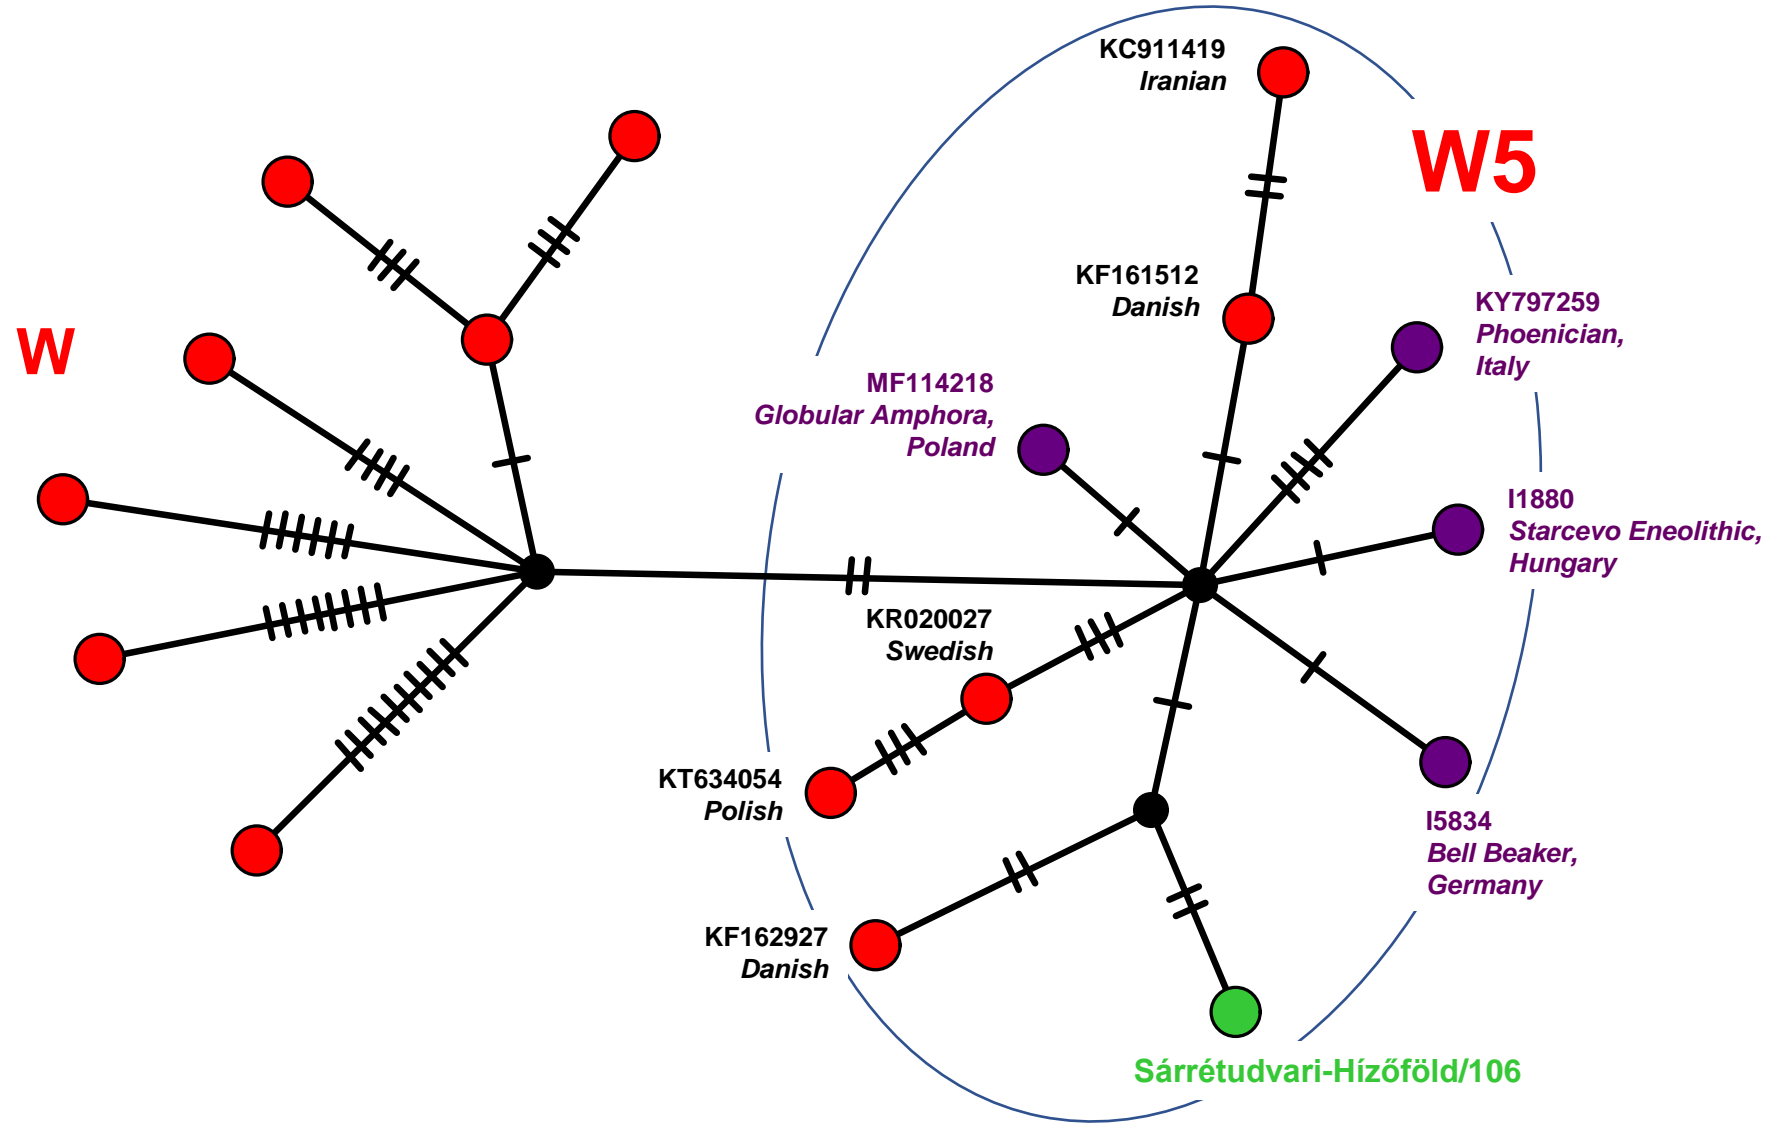 KC911419
Iranian
W5
KF161512
Danish
KY797259
Phoenician,
Italy
W
MF114218
Globular Amphora,
Poland
I1880
Starcevo Eneolithic,
Hungary
KR020027
Swedish
KT634054
Polish
I5834
Bell Beaker,
Germany
KF162927
Danish
Sárrétudvari-Hízőföld/106